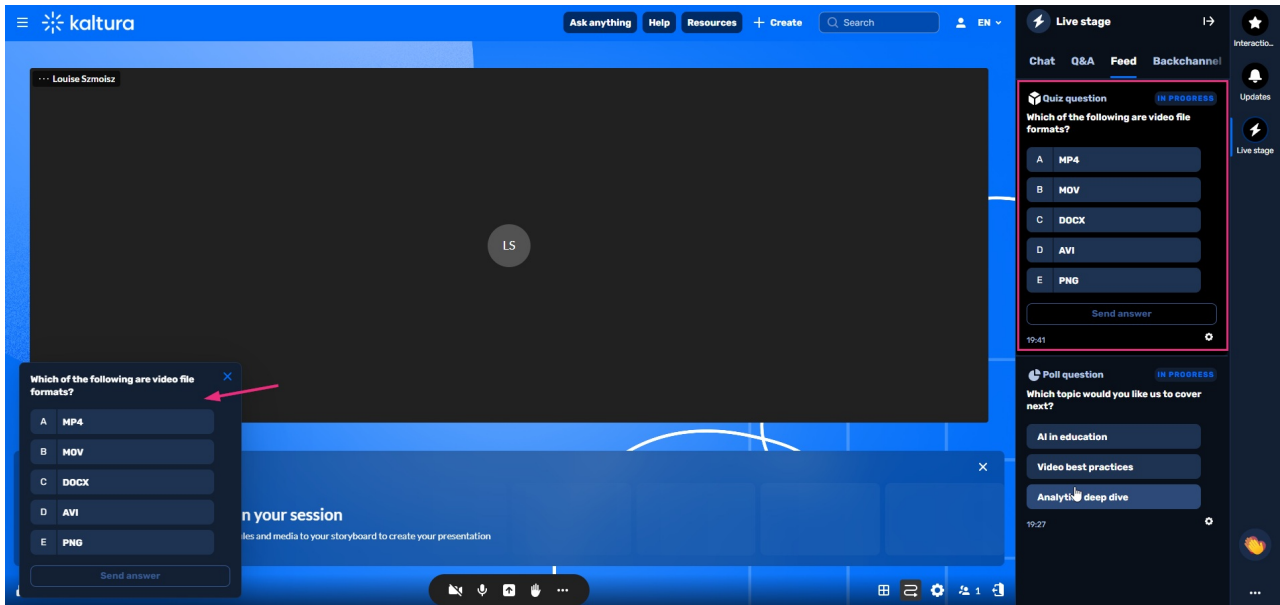 kaltura
Ask anything Help Resources + Create Search EN
Live stage
Interactio...
Updates
Live stage
Chat Q&A Feed Backchannel
Louise Szmoisz
LS
Quiz question IN PROGRESS
Which of the following are video file
formats?
A MP4
B MOV
C DOCX
D AVI
E PNG
Send answer
19:41
Poll question IN PROGRESS
Which topic would you like us to cover
next?
AI in education
Video best practices
deep dive
19:27
Which of the following are video file
formats?
A MP4
B MOV
C DOCX
D AVI
E PNG
Send answer
n your session
and media to your storyboard to create your presentation
1